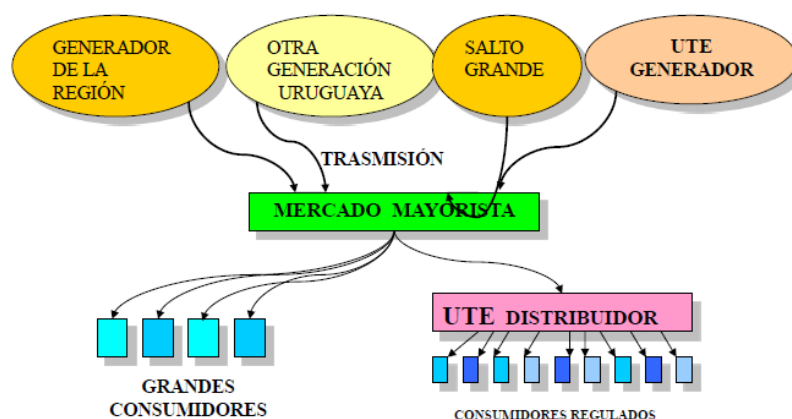 GENERADOR
DE LA
REGIÓN
OTRA
GENERACIÓN
URUGUAYA
SALTO
GRANDE
UTE
GENERADOR
TRASMISIÓN
MERCADO MAYORISTA
UTE DISTRIBUIDOR
GRANDES
CONSUMIDORES
CONSUMIDORES REGULADOS